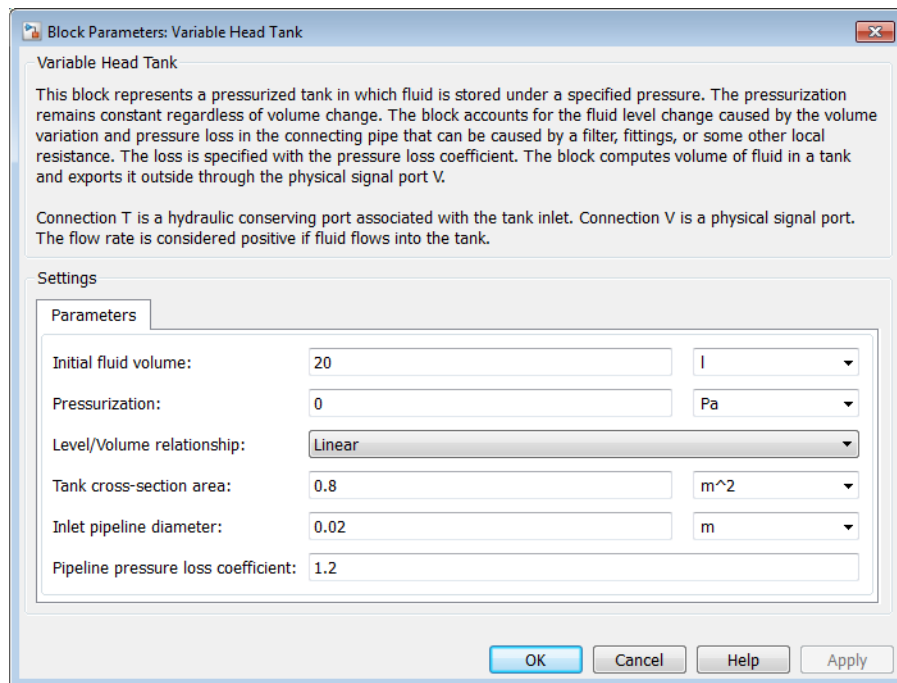 Block Parameters: Variable Head Tank
Variable Head Tank
This block represents a pressurized tank in which fluid is stored under a specified pressure. The pressurization
remains constant regardless of volume change. The block accounts for the fluid level change caused by the volume
variation and pressure loss in the connecting pipe that can be caused by a filter, fittings, or some other local
resistance. The loss is specified with the pressure loss coefficient. The block computes volume of fluid in a tank
and exports it outside through the physical signal port V.
Connection T is a hydraulic conserving port associated with the tank inlet. Connection V is a physical signal port.
The flow rate is considered positive if fluid flows into the tank.
Settings
Parameters
Initial fluid volume: 20 l
Pressurization: 0 Pa
Level/Volume relationship: Linear
Tank cross-section area: 0.8 m^2
Inlet pipeline diameter: 0.02 m
Pipeline pressure loss coefficient: 1.2
OK Cancel Help Apply